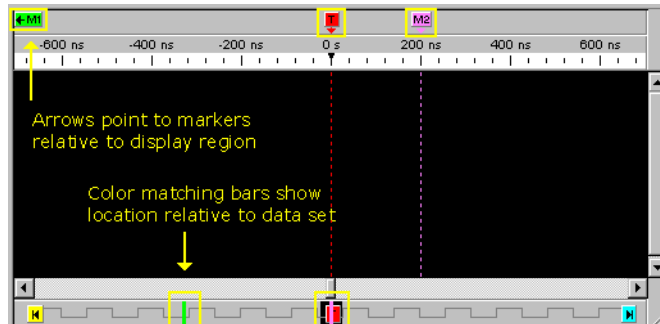 M1 T M2
-600 ns -400 ns -200 ns 0 s 200 ns 400 ns 600 ns
Arrows point to markers
relative to display region
Color matching bars show
location relative to data set
T